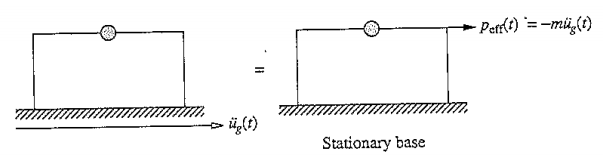 p_eff(t) = −mü_g(t)
=
ü_g(t)
Stationary base